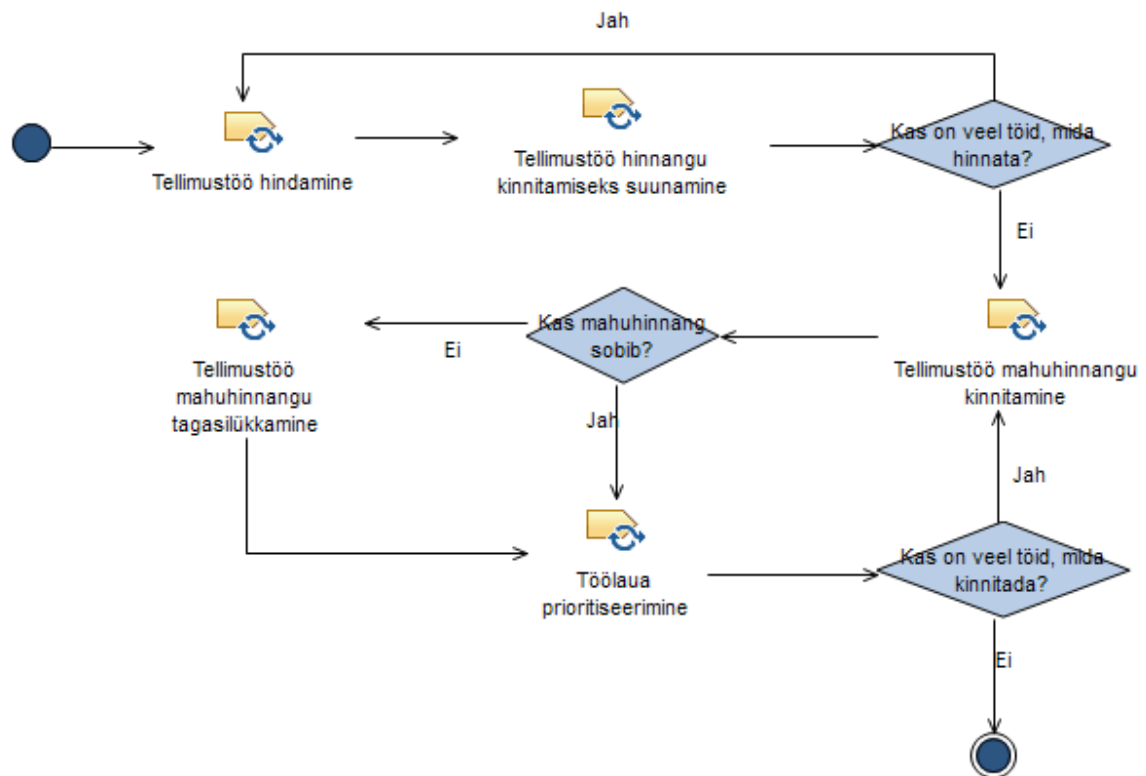 Jah
Kas on veel töid, mida
hinnata?
Tellimustöö hindamine
Tellimustöö hinnangu
kinnitamiseks suunamine
Ei
Kas mahuhinnang
sobib?
Ei
Tellimustöö
mahuhinnangu
tagasilükkamine
Tellimustöö mahuhinnangu
kinnitamine
Jah
Jah
Kas on veel töid, mida
kinnitada?
Töölaua
prioritiseerimine
Ei